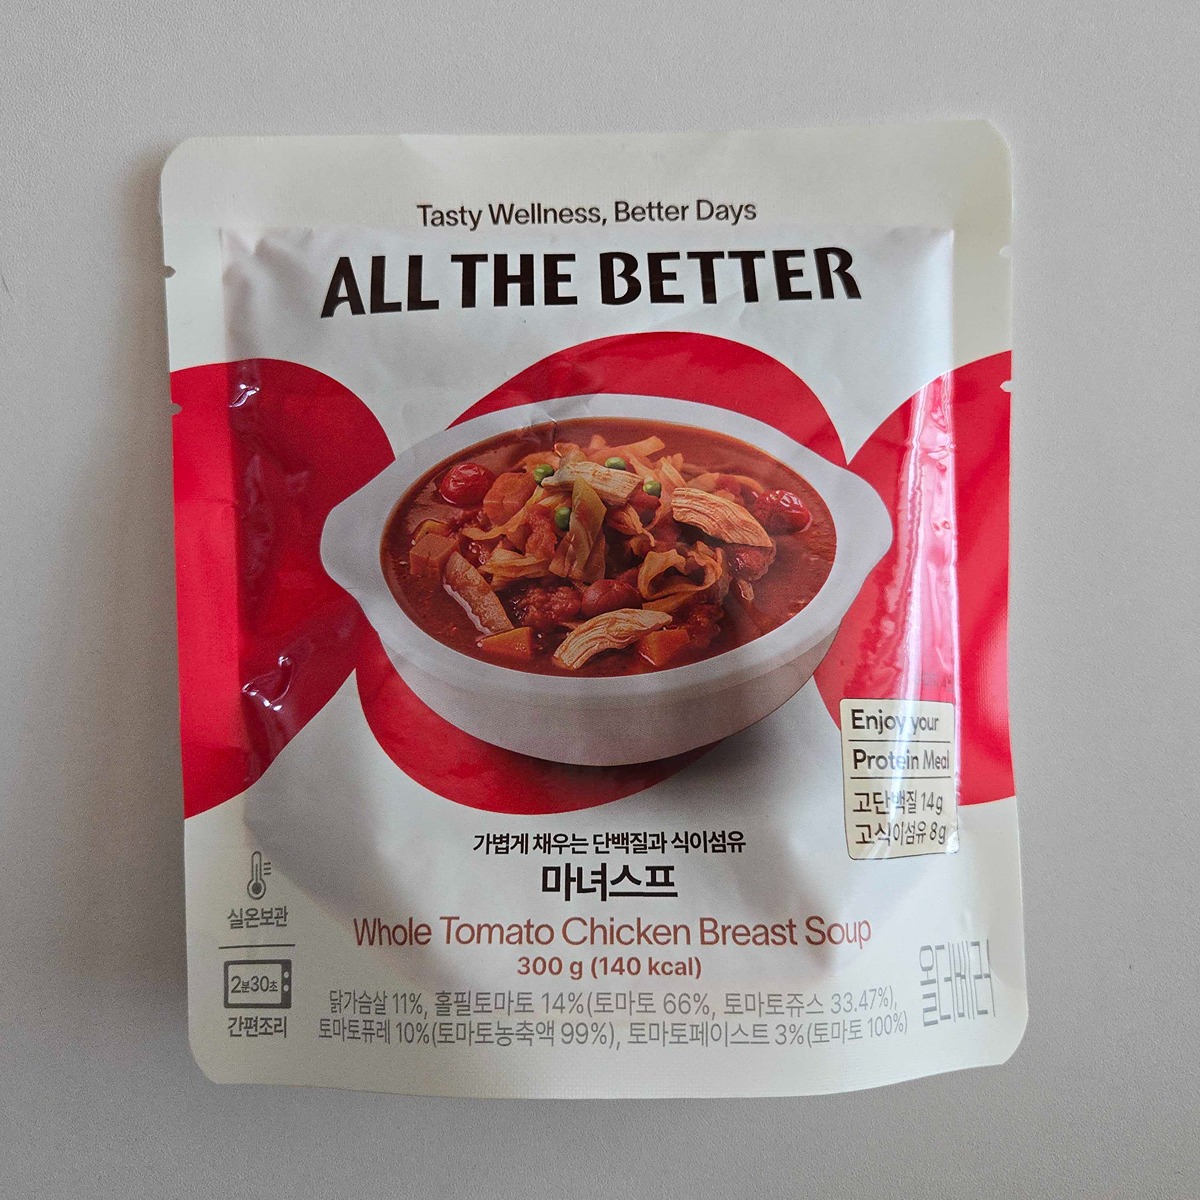 Tasty Wellness, Better Days
ALL THE BETTER
Enjoy your
Protein Meal
고단백질 14g
고식이섬유 8g
가볍게 채우는 단백질과 식이섬유
마녀스프
Whole Tomato Chicken Breast Soup
300 g (140 kcal)
닭가슴살 11%, 홀필토마토 14%(토마토 66%, 토마토쥬스 33.47%),
토마토퓨레 10%(토마토농축액 99%), 토마토페이스트 3%(토마토 100%)
실온보관
2분30초
간편조리
올더베러